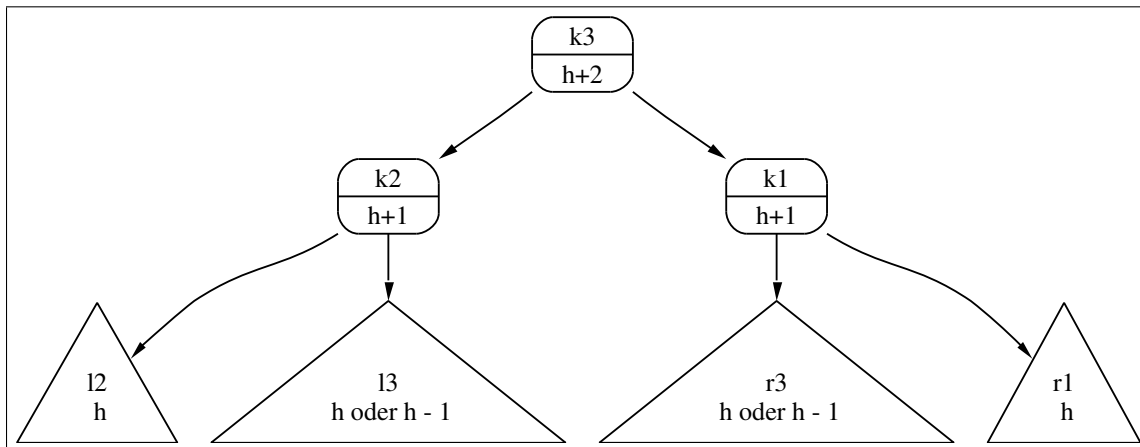 k3
h+2
k2
h+1
k1
h+1
l2
h
l3
h oder h - 1
r3
h oder h - 1
r1
h